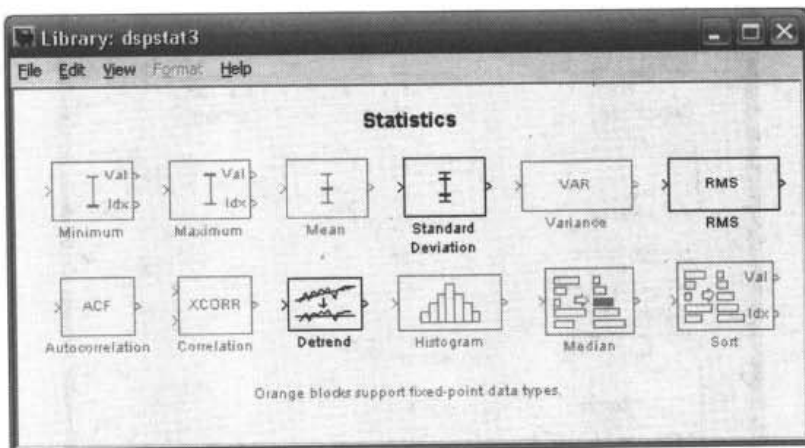 Library: dspstat3
File Edit View Format Help
Statistics
Val Val VAR RMS
Idx Idx
Minimum Maximum Mean Standard Deviation Variance RMS
ACF XCORR Val
Idx
Autocorrelation Correlation Detrend Histogram Median Sort
Orange blocks support fixed-point data types.